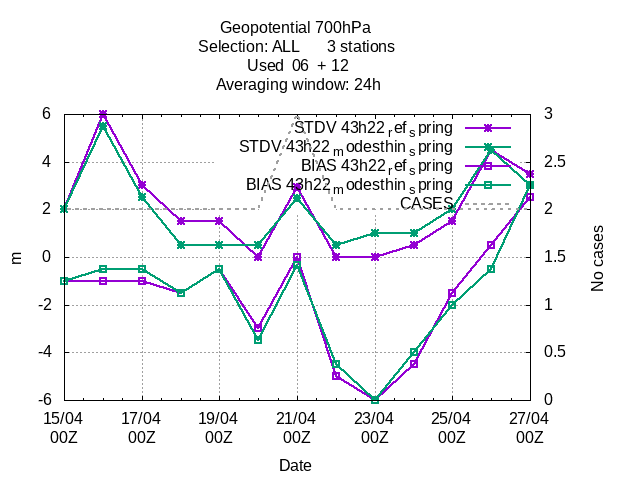 Geopotential 700hPa
Selection: ALL 3 stations
Used 06 + 12
Averaging window: 24h
STDV 43h22_ref_spring
STDV 43h22_modesthin_spring
BIAS 43h22_ref_spring
BIAS 43h22_modesthin_spring
CASES
6
4
2
0
-2
-4
-6
m
3
2.5
2
1.5
1
0.5
0
No cases
15/04 17/04 19/04 21/04 23/04 25/04 27/04
00Z 00Z 00Z 00Z 00Z 00Z 00Z
Date